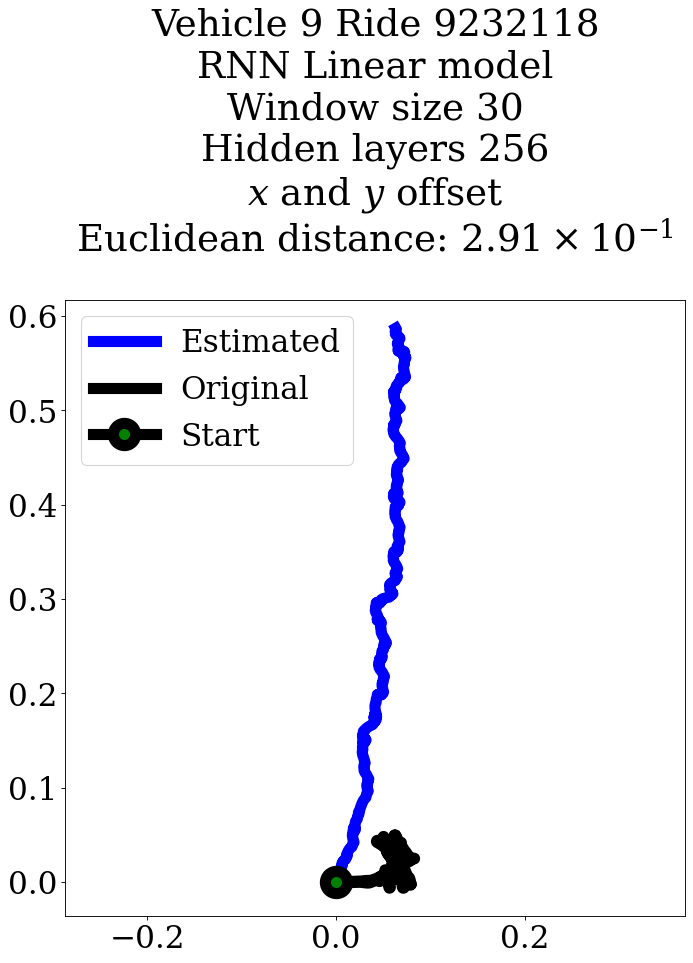 Vehicle 9 Ride 9232118
RNN Linear model
Window size 30
Hidden layers 256
x and y offset
Euclidean distance: 2.91 × 10⁻¹
Estimated
Original
Start
0.6
0.5
0.4
0.3
0.2
0.1
0.0
−0.2 0.0 0.2